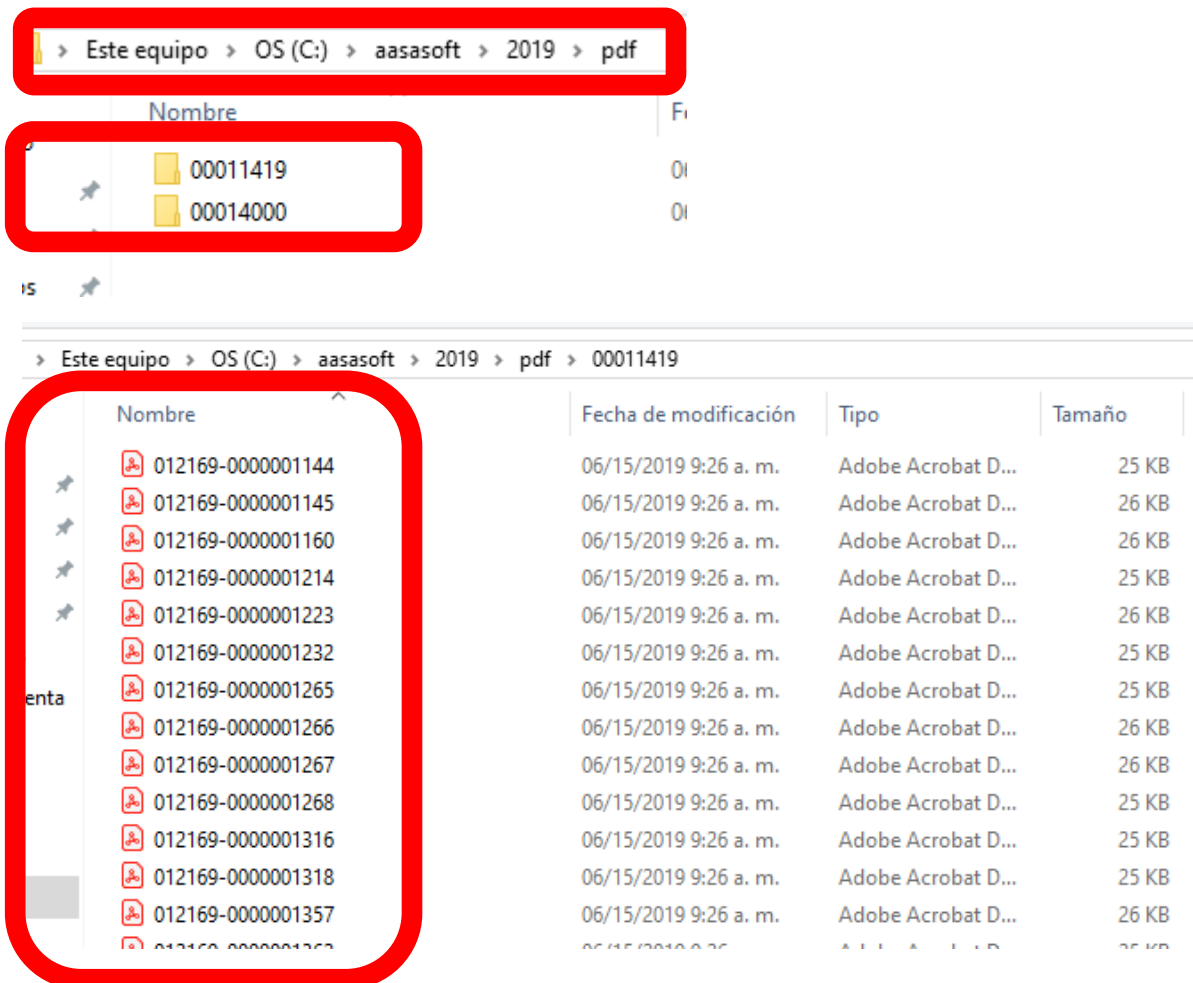 > Este equipo > OS (C:) > aasasoft > 2019 > pdf
Nombre
00011419
00014000
> Este equipo > OS (C:) > aasasoft > 2019 > pdf > 00011419
Nombre Fecha de modificación Tipo Tamaño
012169-0000001144 06/15/2019 9:26 a. m. Adobe Acrobat D... 25 KB
012169-0000001145 06/15/2019 9:26 a. m. Adobe Acrobat D... 26 KB
012169-0000001160 06/15/2019 9:26 a. m. Adobe Acrobat D... 26 KB
012169-0000001214 06/15/2019 9:26 a. m. Adobe Acrobat D... 25 KB
012169-0000001223 06/15/2019 9:26 a. m. Adobe Acrobat D... 26 KB
012169-0000001232 06/15/2019 9:26 a. m. Adobe Acrobat D... 25 KB
012169-0000001265 06/15/2019 9:26 a. m. Adobe Acrobat D... 25 KB
enta
012169-0000001266 06/15/2019 9:26 a. m. Adobe Acrobat D... 26 KB
012169-0000001267 06/15/2019 9:26 a. m. Adobe Acrobat D... 26 KB
012169-0000001268 06/15/2019 9:26 a. m. Adobe Acrobat D... 25 KB
012169-0000001316 06/15/2019 9:26 a. m. Adobe Acrobat D... 25 KB
012169-0000001318 06/15/2019 9:26 a. m. Adobe Acrobat D... 25 KB
012169-0000001357 06/15/2019 9:26 a. m. Adobe Acrobat D... 26 KB